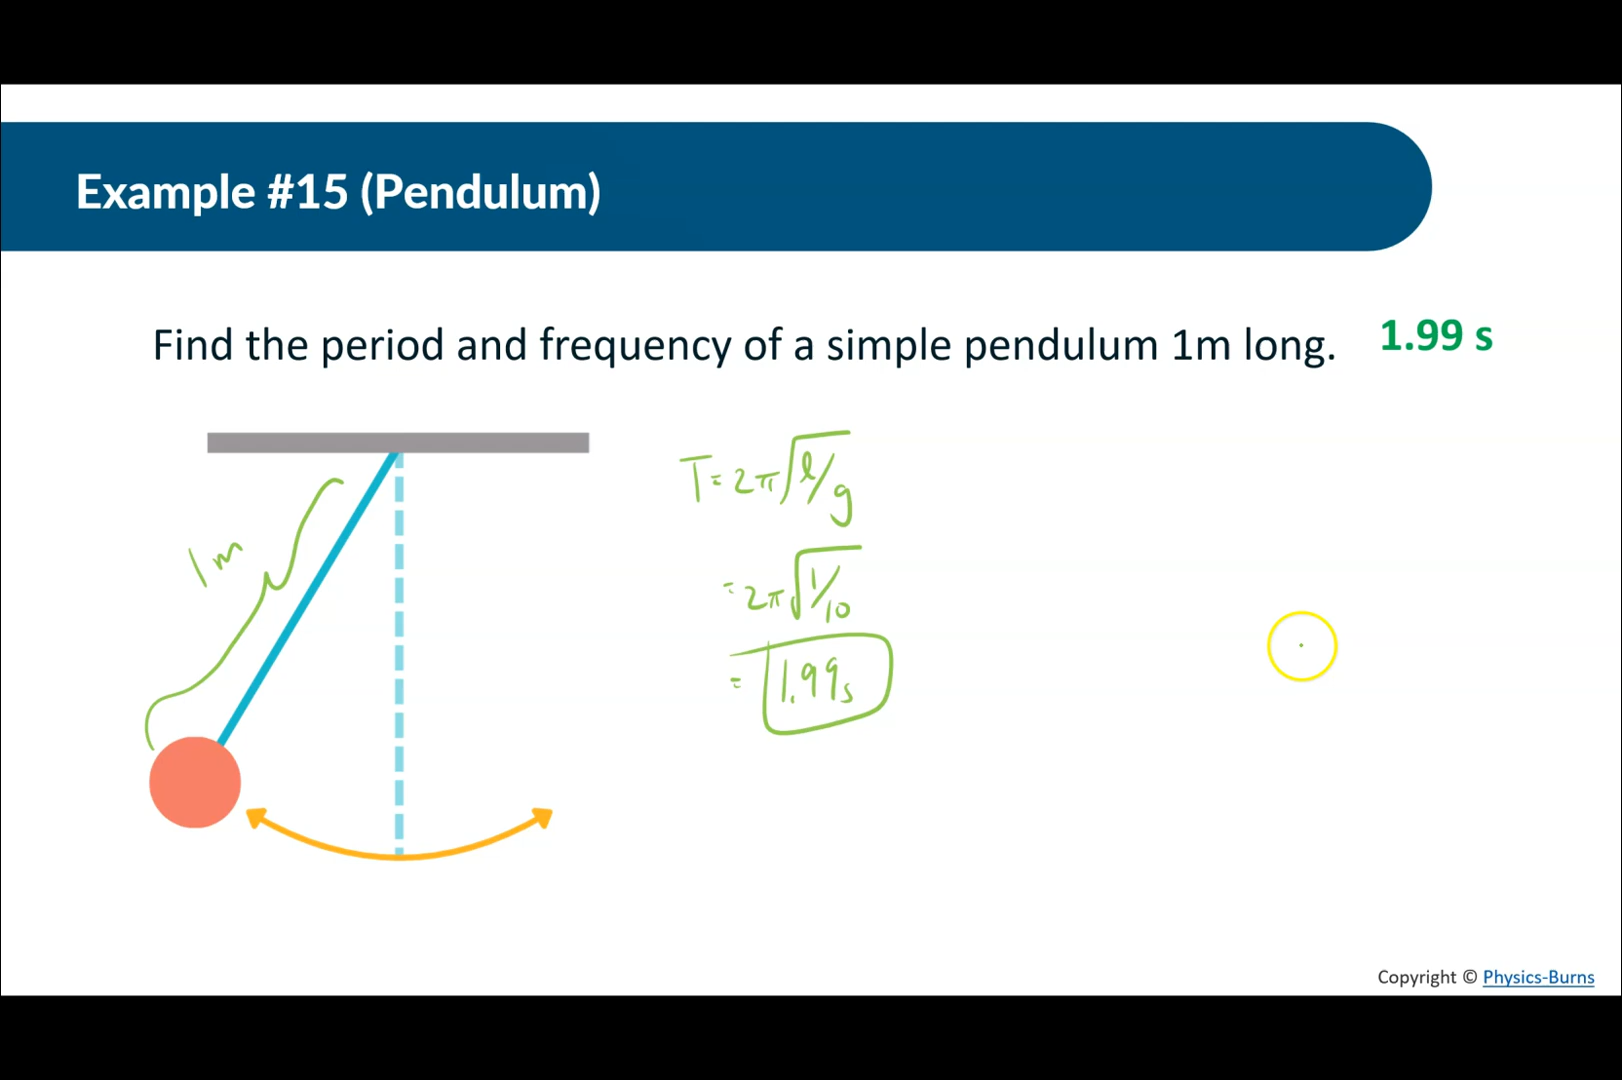 Example #15 (Pendulum)
Find the period and frequency of a simple pendulum 1m long. 1.99 s
1m
T = 2π√l/g
= 2π√1/10
= 1.99s
Copyright © Physics-Burns